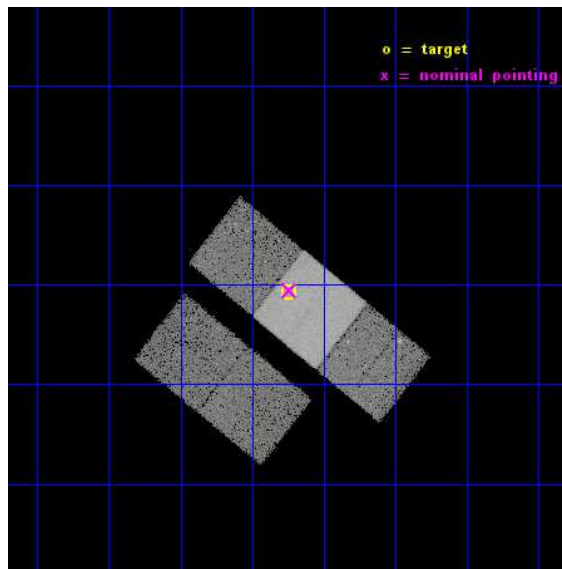 o = target
x = nominal pointing